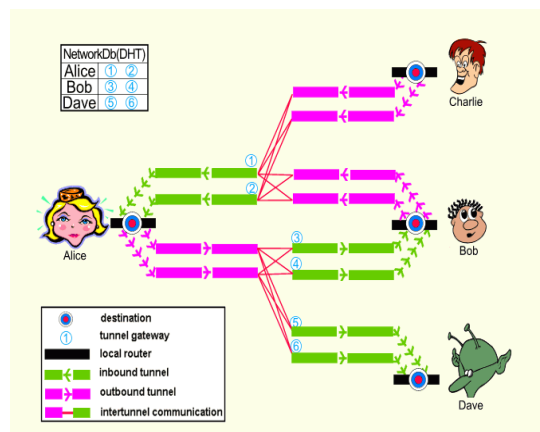 NetworkDb(DHT)
Alice ① ②
Bob ③ ④
Dave ⑤ ⑥
Charlie
①
②
Alice
Bob
③
④
⑤
⑥
Dave
destination
① tunnel gateway
local router
inbound tunnel
outbound tunnel
intertunnel communication